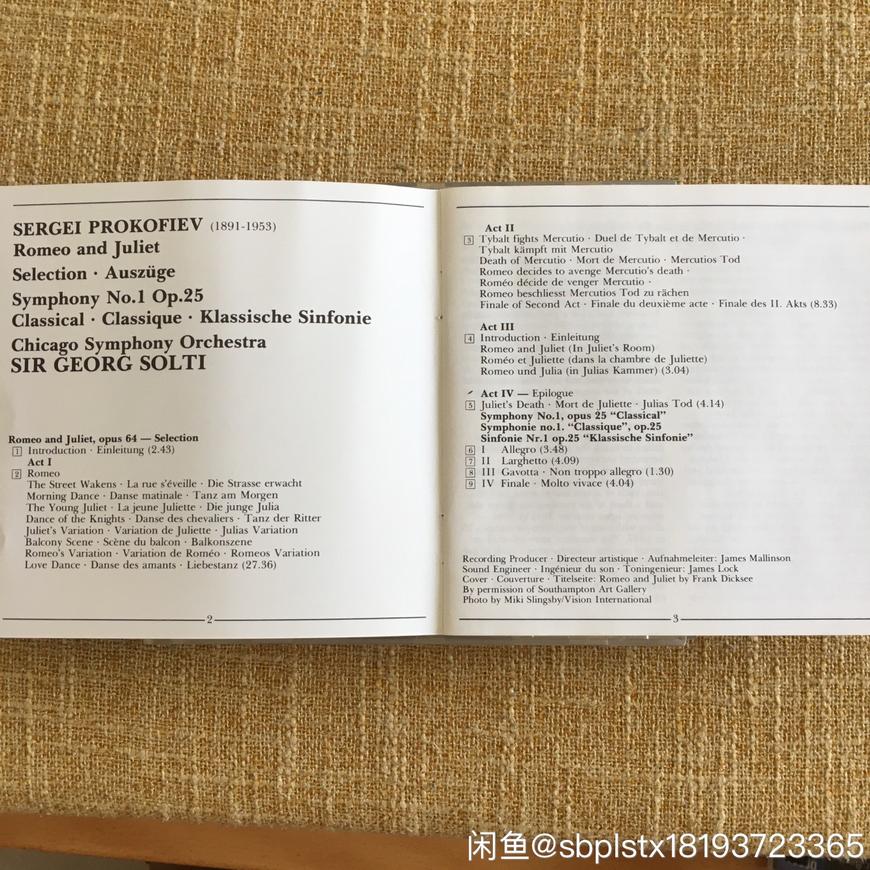 SERGEI PROKOFIEV (1891-1953)
Romeo and Juliet
Selection · Auszüge
Symphony No.1 Op.25
Classical · Classique · Klassische Sinfonie
Chicago Symphony Orchestra
SIR GEORG SOLTI
Romeo and Juliet, opus 64 — Selection
1 Introduction · Einleitung (2.43)
Act I
2 Romeo
The Street Wakens · La rue s'éveille · Die Strasse erwacht
Morning Dance · Danse matinale · Tanz am Morgen
The Young Juliet · La jeune Juliette · Die junge Julia
Dance of the Knights · Danse des chevaliers · Tanz der Ritter
Juliet's Variation · Variation de Juliette · Julias Variation
Balcony Scene · Scène du balcon · Balkonszene
Romeo's Variation · Variation de Roméo · Romeos Variation
Love Dance · Danse des amants · Liebestanz (27.36)
2
Act II
3 Tybalt fights Mercutio · Duel de Tybalt et de Mercutio ·
Tybalt kämpft mit Mercutio
Death of Mercutio · Mort de Mercutio · Mercutios Tod
Romeo decides to avenge Mercutio's death ·
Roméo décide de venger Mercutio ·
Romeo beschliesst Mercutios Tod zu rächen
Finale of Second Act · Finale du deuxième acte · Finale des II. Akts (8.33)
Act III
4 Introduction · Einleitung
Romeo and Juliet (In Juliet's Room)
Roméo et Juliette (dans la chambre de Juliette)
Romeo und Julia (in Julias Kammer) (3.04)
Act IV — Epilogue
5 Juliet's Death · Mort de Juliette · Julias Tod (4.14)
Symphony No.1, opus 25 “Classical”
Symphonie no.1. “Classique”, op.25
Sinfonie Nr.1 op.25 “Klassische Sinfonie”
6 I Allegro (3.48)
7 II Larghetto (4.09)
8 III Gavotta · Non troppo allegro (1.30)
9 IV Finale · Molto vivace (4.04)
Recording Producer · Directeur artistique · Aufnahmeleiter: James Mallinson
Sound Engineer · Ingénieur du son · Toningenieur: James Lock
Cover · Couverture · Titelseite: Romeo and Juliet by Frank Dicksee
By permission of Southampton Art Gallery
Photo by Miki Slingsby/Vision International
3
闲鱼@sbplstx18193723365